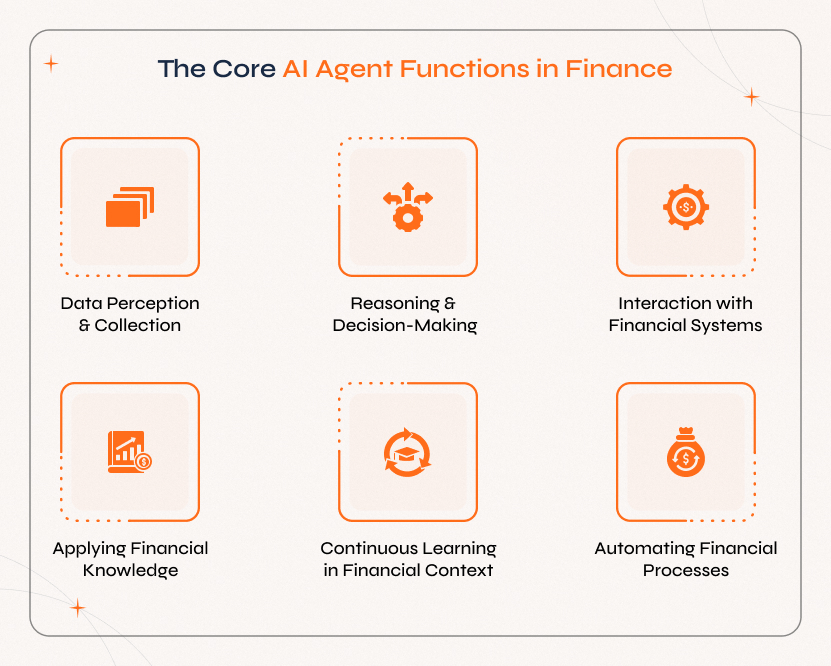 The Core AI Agent Functions in Finance
Data Perception
& Collection
Reasoning &
Decision-Making
Interaction with
Financial Systems
Applying Financial
Knowledge
Continuous Learning
in Financial Context
Automating Financial
Processes